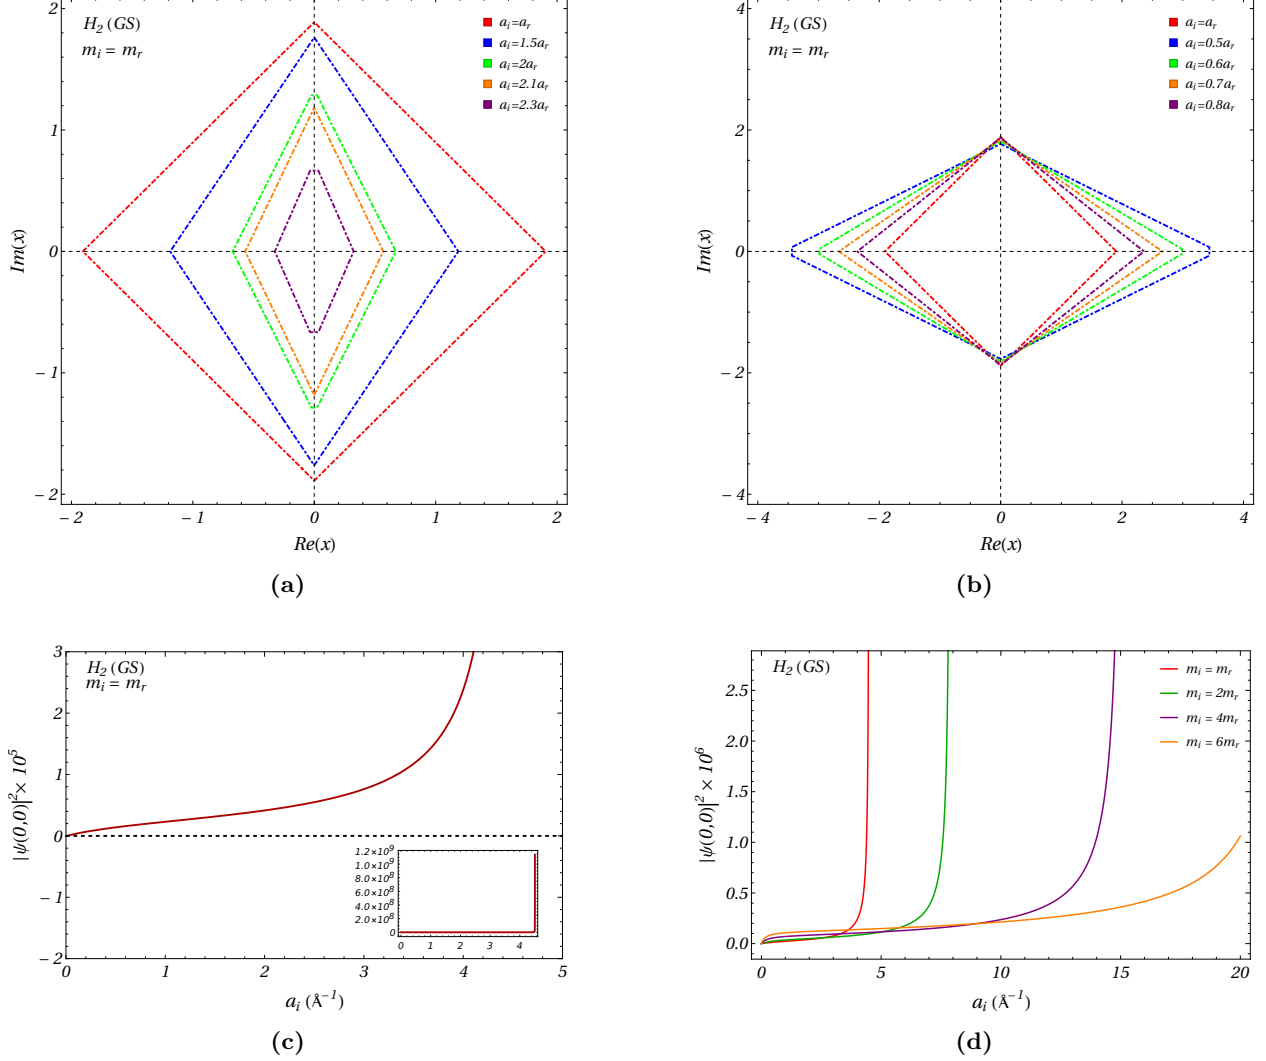 H₂ (GS)
mᵢ = mᵣ
aᵢ=aᵣ
aᵢ=1.5aᵣ
aᵢ=2aᵣ
aᵢ=2.1aᵣ
aᵢ=2.3aᵣ
2
1
0
−1
−2
Im(x)
−2 −1 0 1 2
Re(x)
(a)
H₂ (GS)
mᵢ = mᵣ
aᵢ=aᵣ
aᵢ=0.5aᵣ
aᵢ=0.6aᵣ
aᵢ=0.7aᵣ
aᵢ=0.8aᵣ
4
2
0
−2
−4
Im(x)
−4 −2 0 2 4
Re(x)
(b)
H₂ (GS)
mᵢ = mᵣ
3
2
1
0
−1
−2
|ψ(0,0)|²× 10⁵
1.2×10⁹
1.0×10⁹
8.0×10⁸
6.0×10⁸
4.0×10⁸
2.0×10⁸
0
0 1 2 3 4
0 1 2 3 4 5
aᵢ (Å⁻¹)
(c)
H₂ (GS)
mᵢ = mᵣ
mᵢ = 2mᵣ
mᵢ = 4mᵣ
mᵢ = 6mᵣ
2.5
2.0
1.5
1.0
0.5
0.0
|ψ(0,0)|² × 10⁶
0 5 10 15 20
aᵢ (Å⁻¹)
(d)